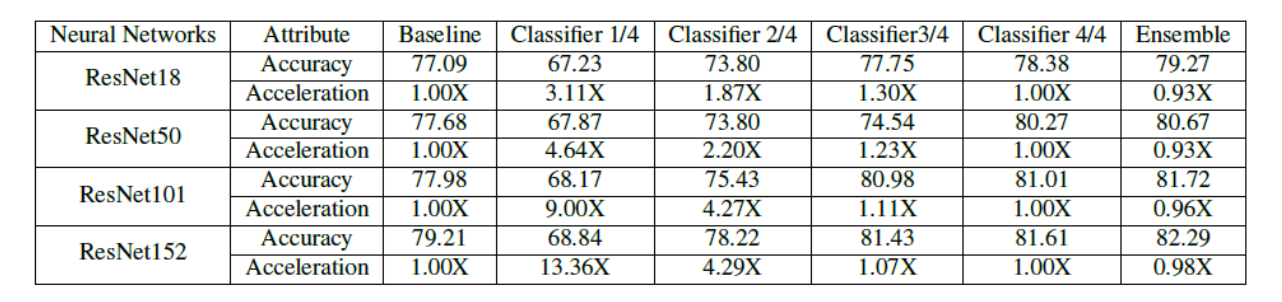 Neural Networks Attribute Baseline Classifier 1/4 Classifier 2/4 Classifier3/4 Classifier 4/4 Ensemble
ResNet18
Accuracy 77.09 67.23 73.80 77.75 78.38 79.27
Acceleration 1.00X 3.11X 1.87X 1.30X 1.00X 0.93X
ResNet50
Accuracy 77.68 67.87 73.80 74.54 80.27 80.67
Acceleration 1.00X 4.64X 2.20X 1.23X 1.00X 0.93X
ResNet101
Accuracy 77.98 68.17 75.43 80.98 81.01 81.72
Acceleration 1.00X 9.00X 4.27X 1.11X 1.00X 0.96X
ResNet152
Accuracy 79.21 68.84 78.22 81.43 81.61 82.29
Acceleration 1.00X 13.36X 4.29X 1.07X 1.00X 0.98X